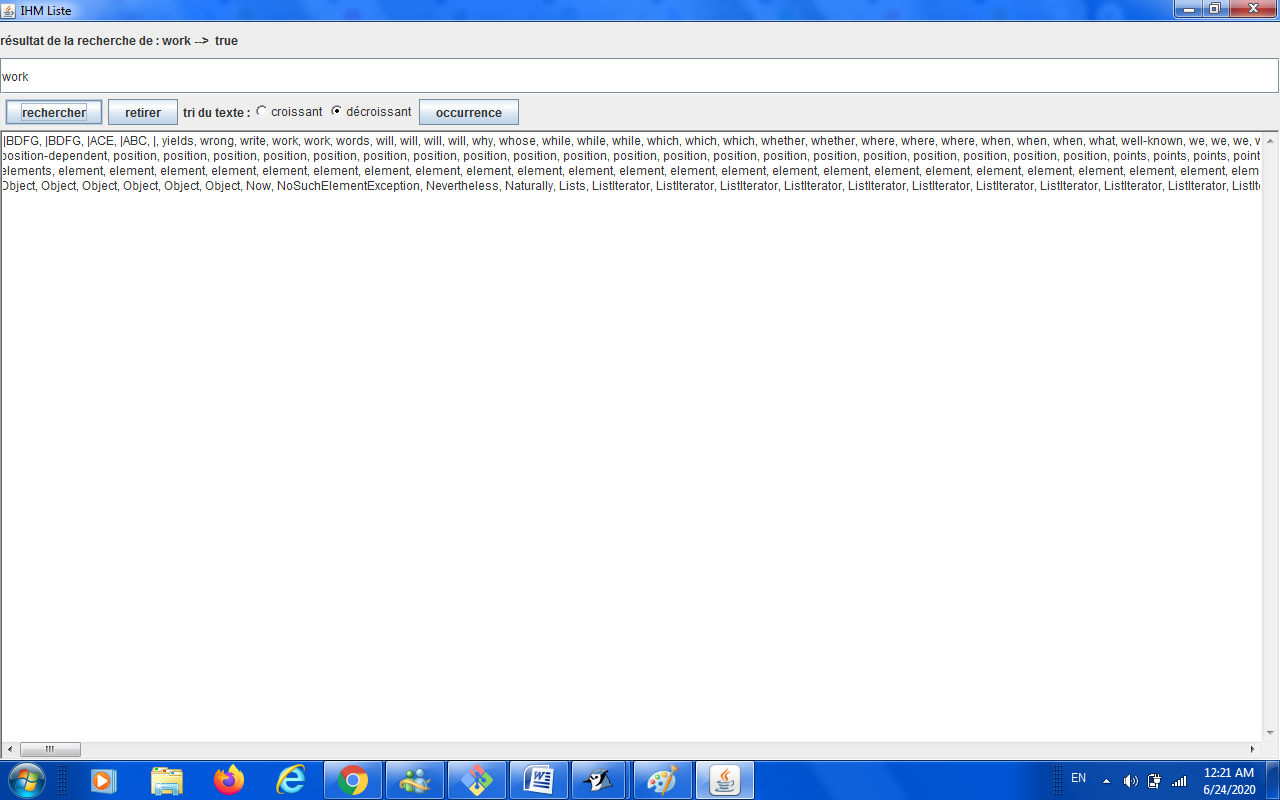 IHM Liste
résultat de la recherche de : work --> true
work
rechercher retirer tri du texte : croissant décroissant occurrence
|BDFG, |BDFG, |ACE, |ABC, |, yields, wrong, write, work, work, words, will, will, will, will, why, whose, while, while, while, which, which, which, whether, whether, where, where, where, when, when, when, what, well-known, we, we, we, w
position-dependent, position, position, position, position, position, position, position, position, position, position, position, position, position, position, position, position, position, position, position, points, points, points, point
elements, element, element, element, element, element, element, element, element, element, element, element, element, element, element, element, element, element, element, element, element, element, element, element, elem
Object, Object, Object, Object, Object, Object, Now, NoSuchElementException, Nevertheless, Naturally, Lists, ListIterator, ListIterator, ListIterator, ListIterator, ListIterator, ListIterator, ListIterator, ListIterator, ListIterator, ListIterator, ListIt
EN
12:21 AM
6/24/2020